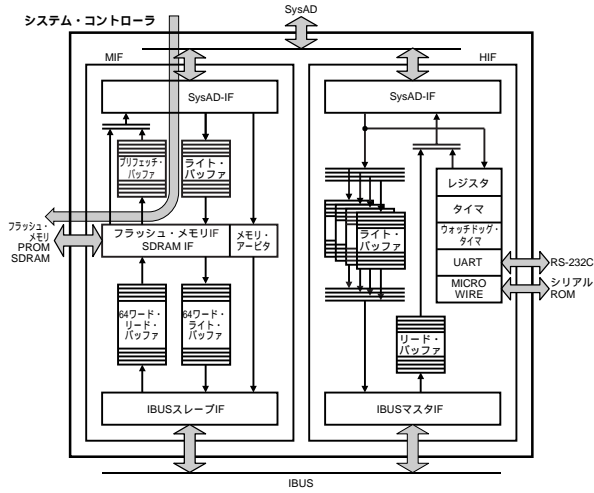 SysAD
システム・コントローラ
MIF
HIF
SysAD-IF
SysAD-IF
プリフェッチ・
バッファ
ライト・
バッファ
レジスタ
タイマ
ウォッチドッグ・
タイマ
UART
MICRO
WIRE
RS-232C
シリアル
ROM
フラッシュ・
メモリ
PROM
SDRAM
フラッシュ・メモリIF
SDRAM IF
メモリ・
アービタ
ライト・
バッファ
64ワード・
リード・
バッファ
64ワード・
ライト・
バッファ
リード・
バッファ
IBUSスレーブIF
IBUSマスタIF
IBUS